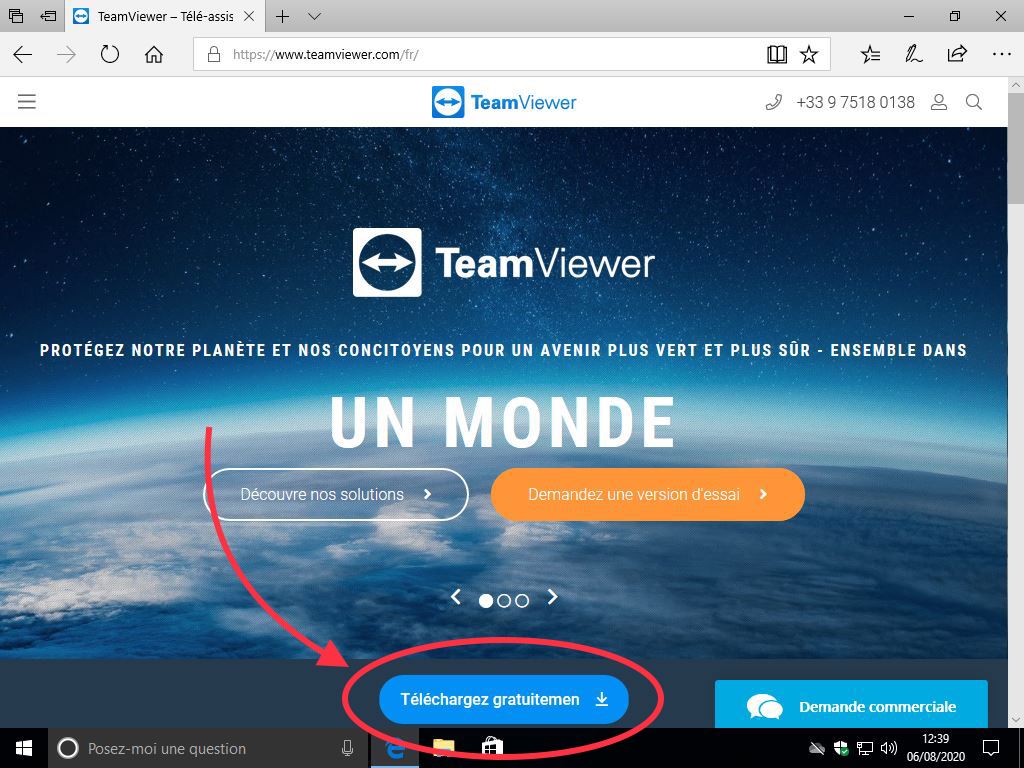 TeamViewer – Télé-assis
https://www.teamviewer.com/fr/
TeamViewer
+33 9 7518 0138
TeamViewer
PROTÉGEZ NOTRE PLANÈTE ET NOS CONCITOYENS POUR UN AVENIR PLUS VERT ET PLUS SÛR - ENSEMBLE DANS
UN MONDE
Découvre nos solutions
Demandez une version d'essai
Téléchargez gratuitemen
Demande commerciale
Posez-moi une question
12:39
06/08/2020